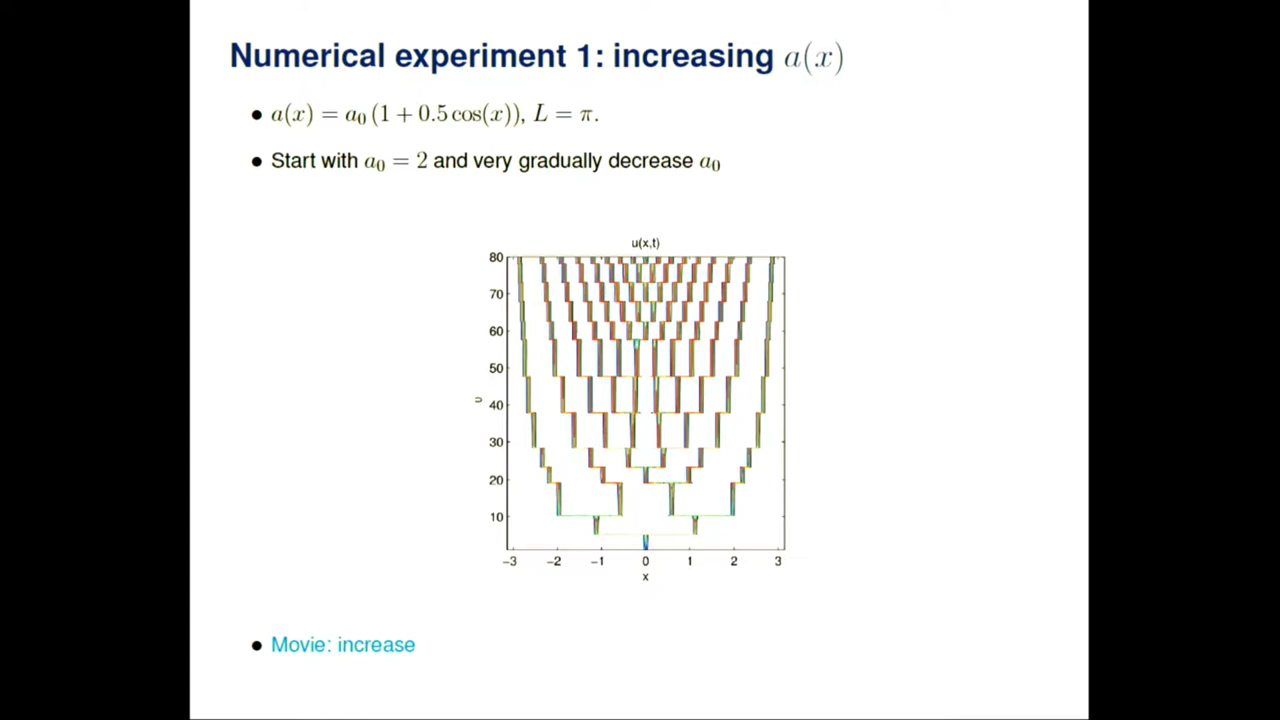 Numerical experiment 1: increasing a(x)
• a(x) = a₀ (1 + 0.5 cos(x)), L = π.
• Start with a₀ = 2 and very gradually decrease a₀
u(x,t)
80
70
60
50
40
30
20
10
u
−3 −2 −1 0 1 2 3
x
• Movie: increase